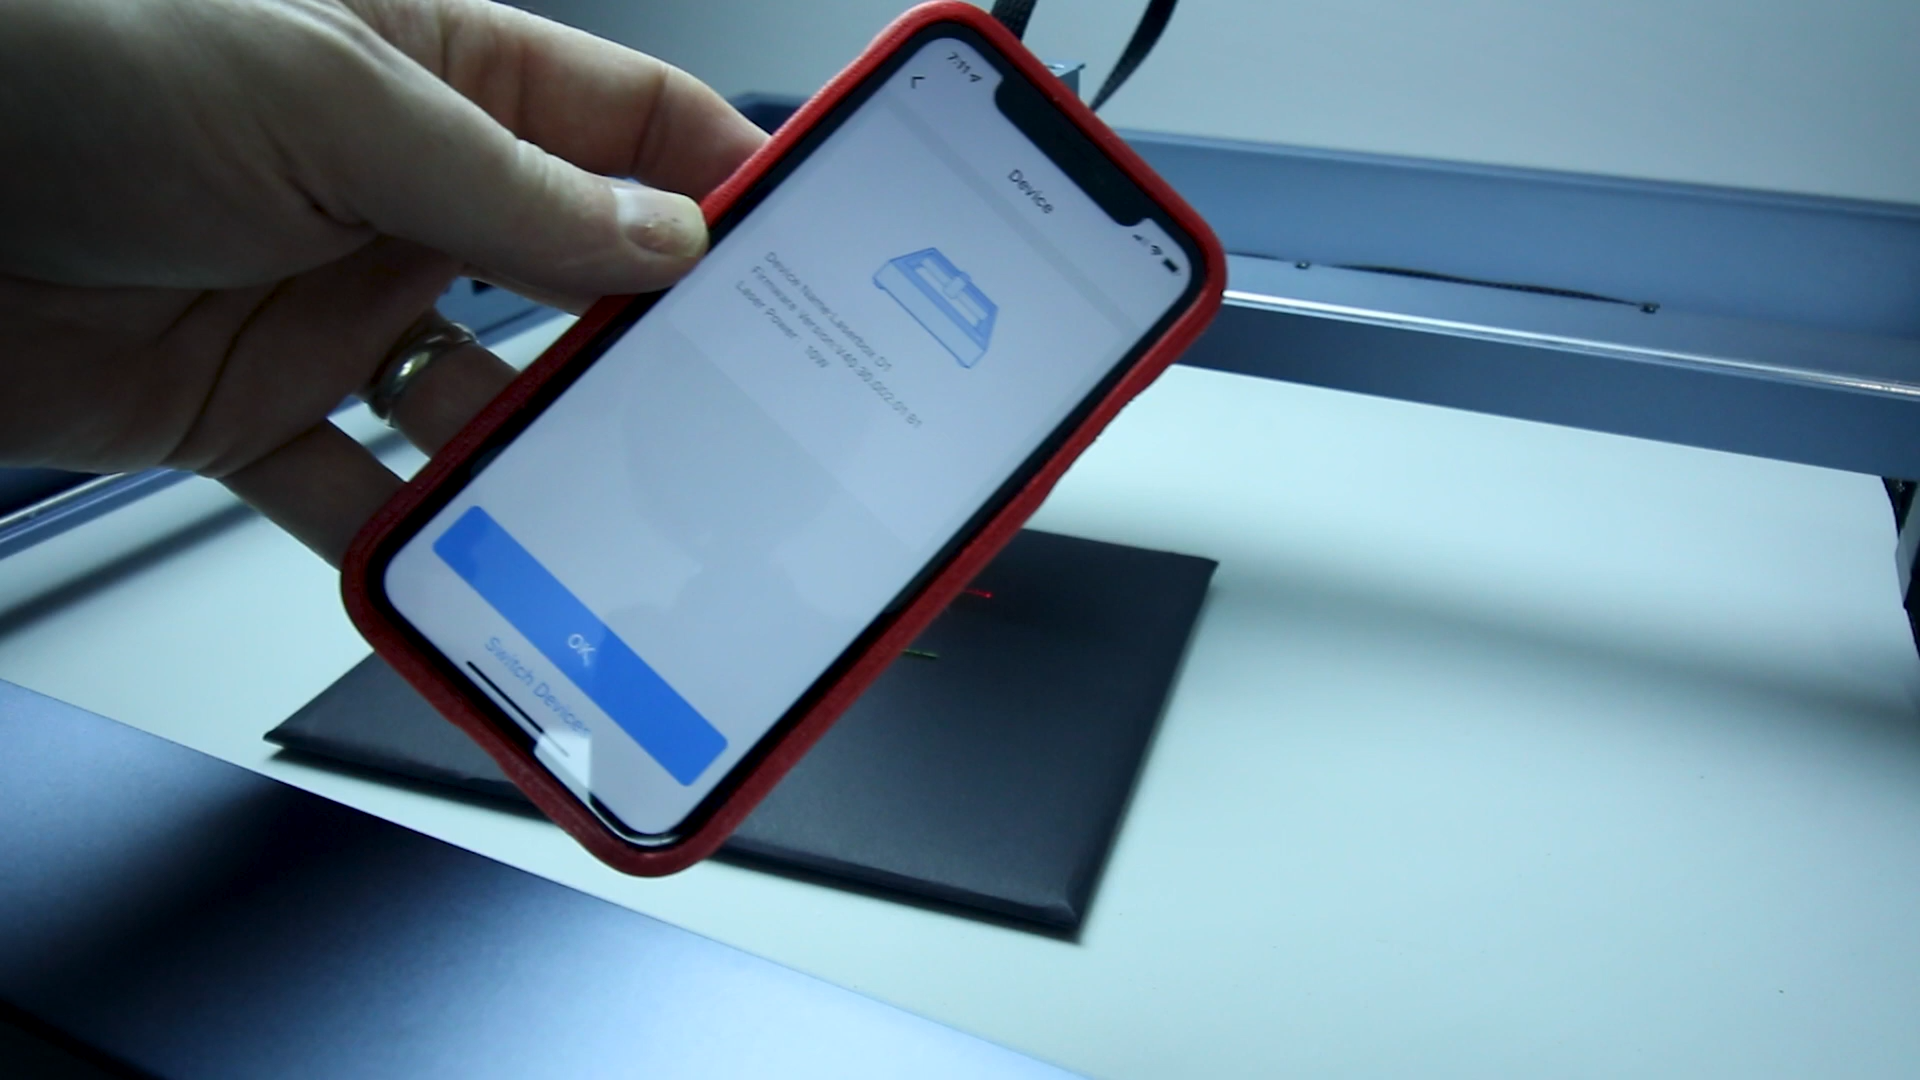 7:11
Device
Device Name:Laserbox D1
Firmware Version:V40.30.002.01 B1
Laser Power: 10W
OK
Switch Devices